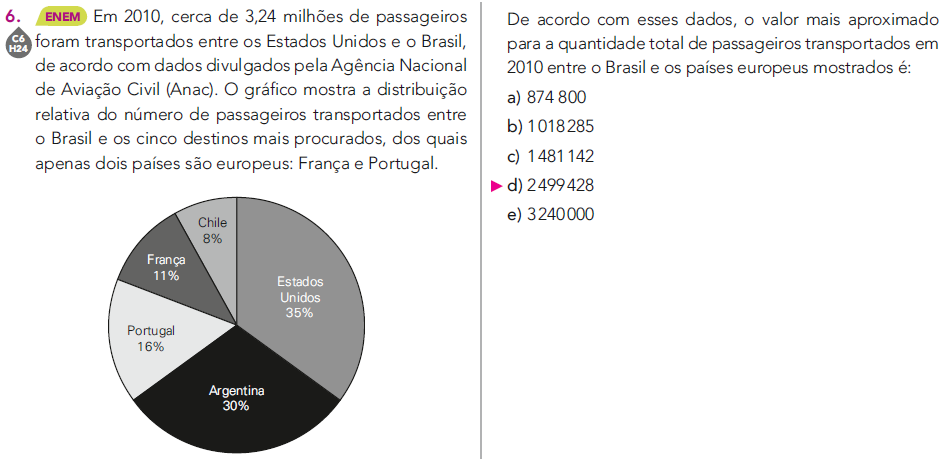 6. ENEM Em 2010, cerca de 3,24 milhões de passageiros
C6
H24
foram transportados entre os Estados Unidos e o Brasil,
de acordo com dados divulgados pela Agência Nacional
de Aviação Civil (Anac). O gráfico mostra a distribuição
relativa do número de passageiros transportados entre
o Brasil e os cinco destinos mais procurados, dos quais
apenas dois países são europeus: França e Portugal.
Chile
8%
França
11%
Estados
Unidos
35%
Portugal
16%
Argentina
30%
De acordo com esses dados, o valor mais aproximado
para a quantidade total de passageiros transportados em
2010 entre o Brasil e os países europeus mostrados é:
a) 874 800
b) 1 018 285
c) 1 481 142
d) 2 499 428
e) 3 240 000